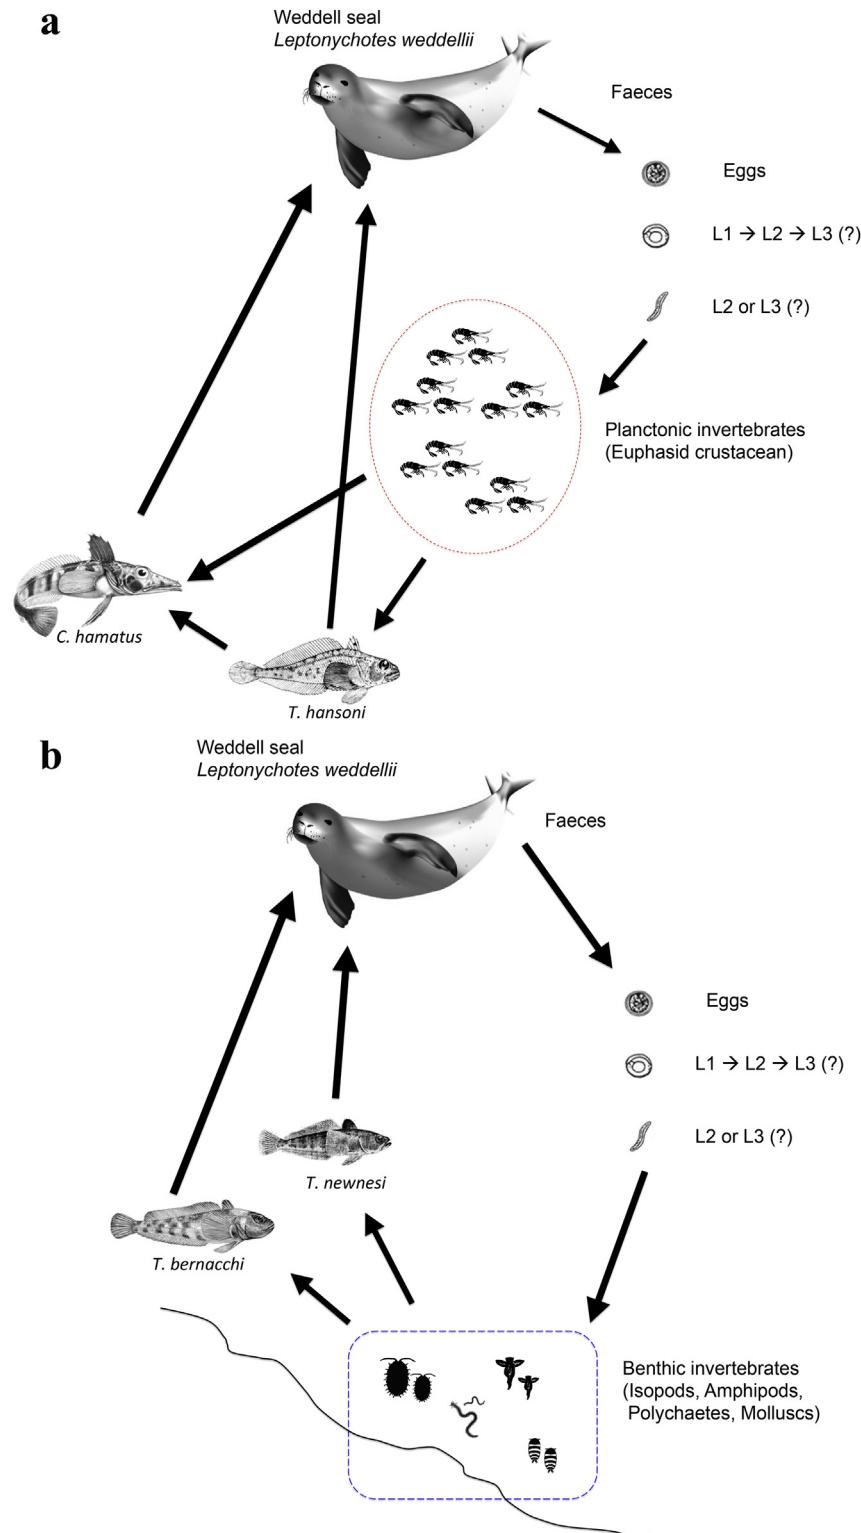 a
Weddell seal
Leptonychotes weddellii
Faeces
Eggs
L1 → L2 → L3 (?)
L2 or L3 (?)
Planctonic invertebrates
(Euphasid crustacean)
C. hamatus
T. hansoni
b
Weddell seal
Leptonychotes weddellii
Faeces
Eggs
L1 → L2 → L3 (?)
L2 or L3 (?)
T. newnesi
T. bernacchi
Benthic invertebrates
(Isopods, Amphipods,
Polychaetes, Molluscs)